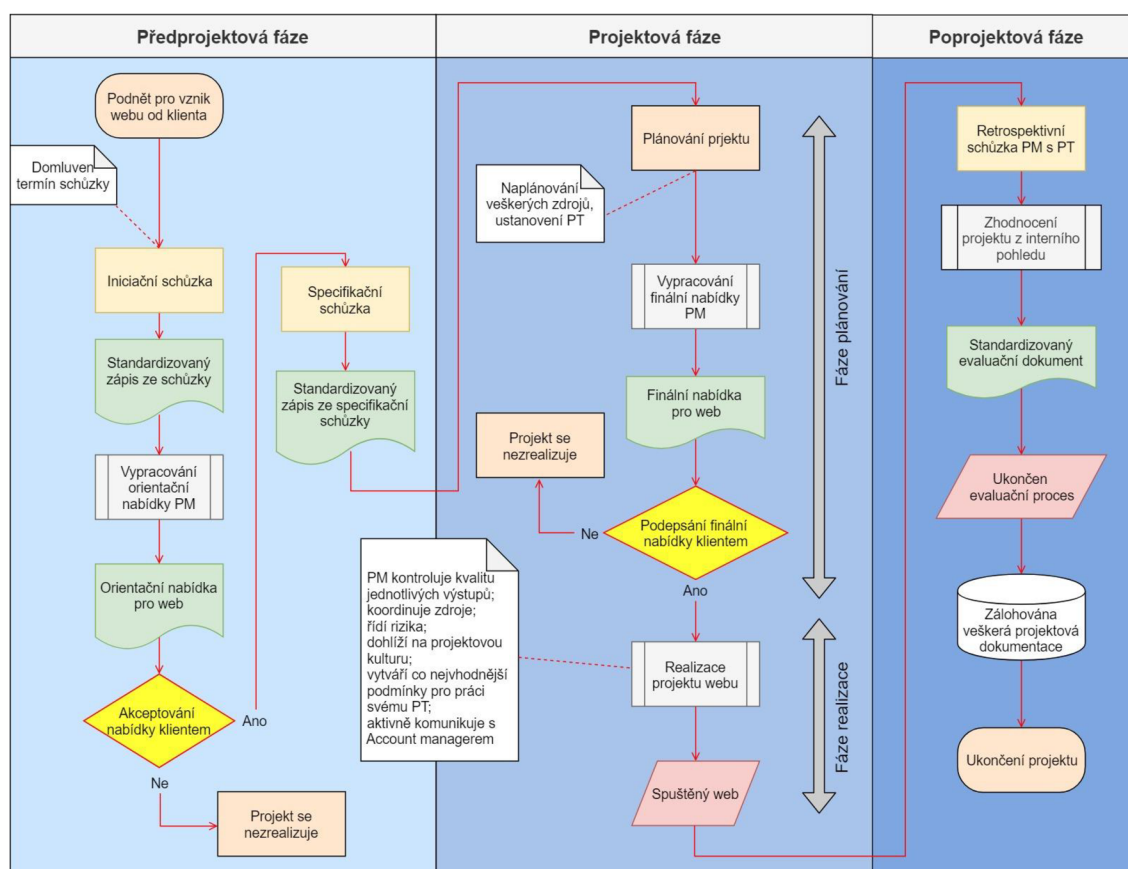 Předprojektová fáze
Projektová fáze
Poprojektová fáze
Podnět pro vznik
webu od klienta
Domluven
termín schůzky
Iniciační schůzka
Standardizovaný
zápis ze schůzky
Vypracování
orientační
nabídky PM
Orientační nabídka
pro web
Akceptování
nabídky klientem
Ano
Ne
Projekt se
nezrealizuje
Specifikační
schůzka
Standardizovaný
zápis ze specifikační
schůzky
Plánování prjektu
Naplánování
veškerých zdrojů,
ustanovení PT
Vypracování
finální nabídky
PM
Finální nabídka
pro web
Projekt se
nezrealizuje
Podepsání finální
nabídky klientem
Ne
Ano
PM kontroluje kvalitu
jednotlivých výstupů;
koordinuje zdroje;
řídí rizika;
dohlíží na projektovou
kulturu;
vytváří co nejvhodnější
podmínky pro práci
svému PT;
aktivně komunikuje s
Account managerem
Realizace
projektu webu
Spuštěný web
Fáze plánování
Fáze realizace
Retrospektivní
schůzka PM s PT
Zhodnocení
projektu z interního
pohledu
Standardizovaný
evaluační dokument
Ukončen
evaluační proces
Zálohována
veškerá projektová
dokumentace
Ukončení projektu